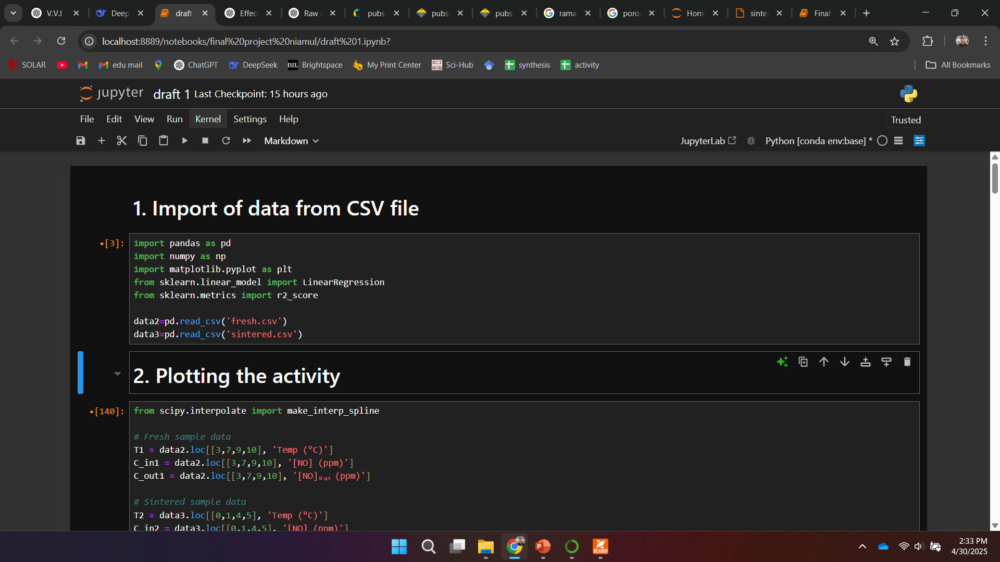 V.V.I
Deep
draft
Effec
Raw
pubs.
pubs.
pubs.
rama
poro
Hom
sinte
Final
localhost:8889/notebooks/final%20project%20niamul/draft%201.ipynb?
SOLAR
edu mail
ChatGPT
DeepSeek
D2L Brightspace
My Print Center
SCI HUB Sci-Hub
synthesis
activity
All Bookmarks
jupyter draft 1 Last Checkpoint: 15 hours ago
File Edit View Run Kernel Settings Help
Trusted
Markdown
JupyterLab
Python [conda env:base] *
1. Import of data from CSV file
•[3]:
import pandas as pd
import numpy as np
import matplotlib.pyplot as plt
from sklearn.linear_model import LinearRegression
from sklearn.metrics import r2_score
data2=pd.read_csv('fresh.csv')
data3=pd.read_csv('sintered.csv')
2. Plotting the activity
•[140]:
from scipy.interpolate import make_interp_spline
# Fresh sample data
T1 = data2.loc[[3,7,9,10], 'Temp (°C)']
C_in1 = data2.loc[[3,7,9,10], '[NO] (ppm)']
C_out1 = data2.loc[[3,7,9,10], '[NO]ₒᵤₜ (ppm)']
# Sintered sample data
T2 = data3.loc[[0,1,4,5], 'Temp (°C)']
C_in2 = data3.loc[[0,1,4,5], '[NO] (ppm)']
READER
2:33 PM
4/30/2025